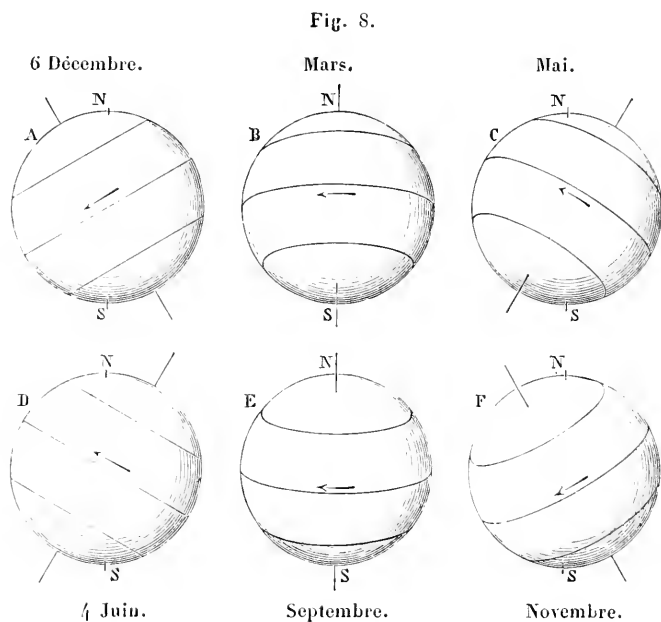 Fig. 8.
6 Décembre. Mars. Mai.
N N N
A B C
S S S
N N N
D E F
S S S
4 Juin. Septembre. Novembre.